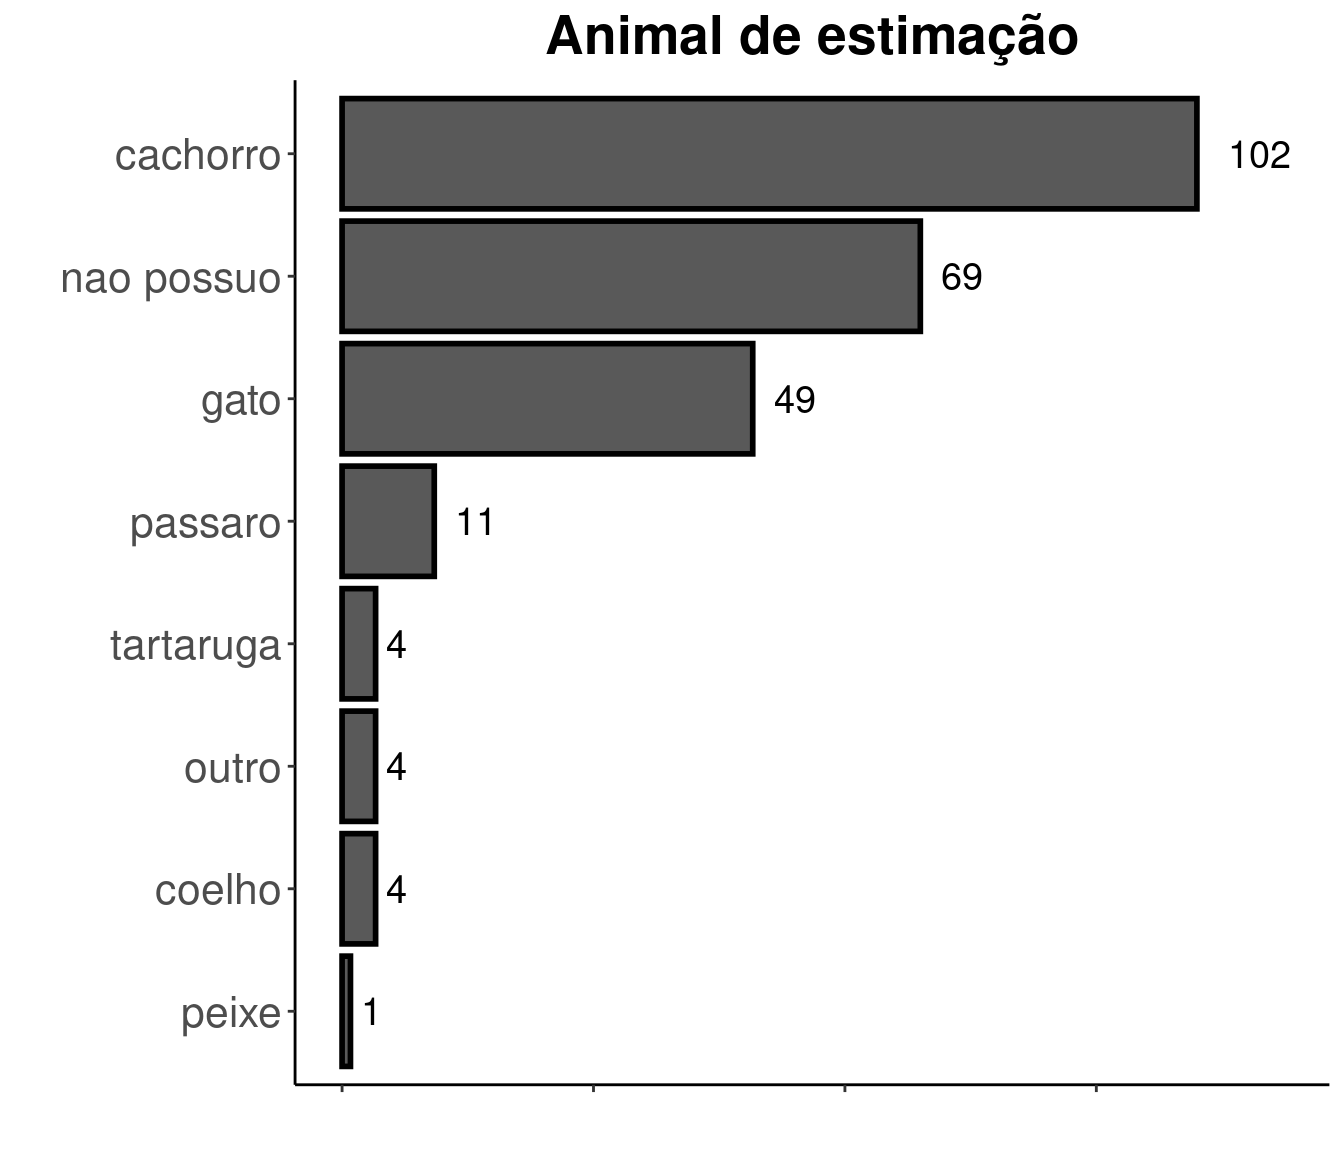 Animal de estimação
cachorro 102
nao possuo 69
gato 49
passaro 11
tartaruga 4
outro 4
coelho 4
peixe 1